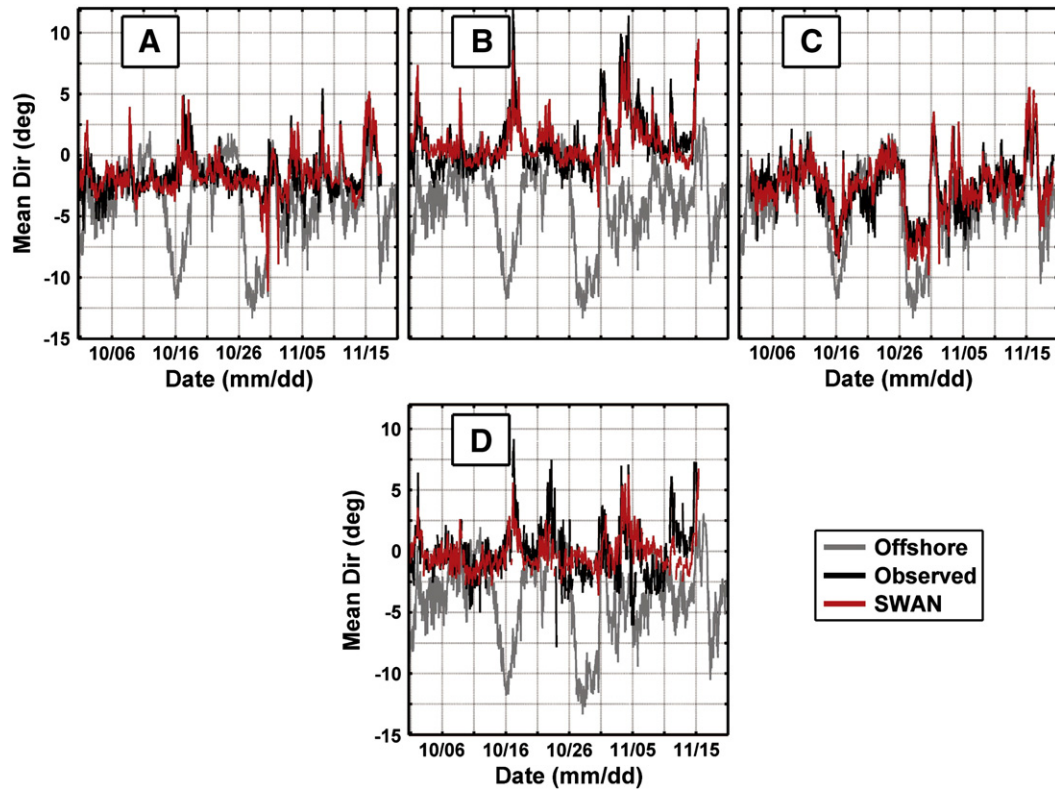 A
B
C
10
5
0
-5
-10
-15
Mean Dir (deg)
10/06 10/16 10/26 11/05 11/15
Date (mm/dd)
10/06 10/16 10/26 11/05 11/15
Date (mm/dd)
D
10
5
0
-5
-10
-15
Mean Dir (deg)
10/06 10/16 10/26 11/05 11/15
Date (mm/dd)
Offshore
Observed
SWAN